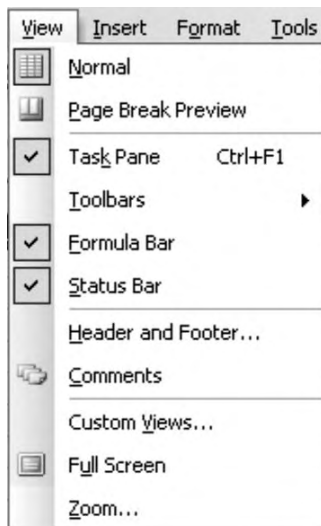 View Insert Format Tools
Normal
Page Break Preview
Task Pane Ctrl+F1
Toolbars
Formula Bar
Status Bar
Header and Footer...
Comments
Custom Views...
Full Screen
Zoom...